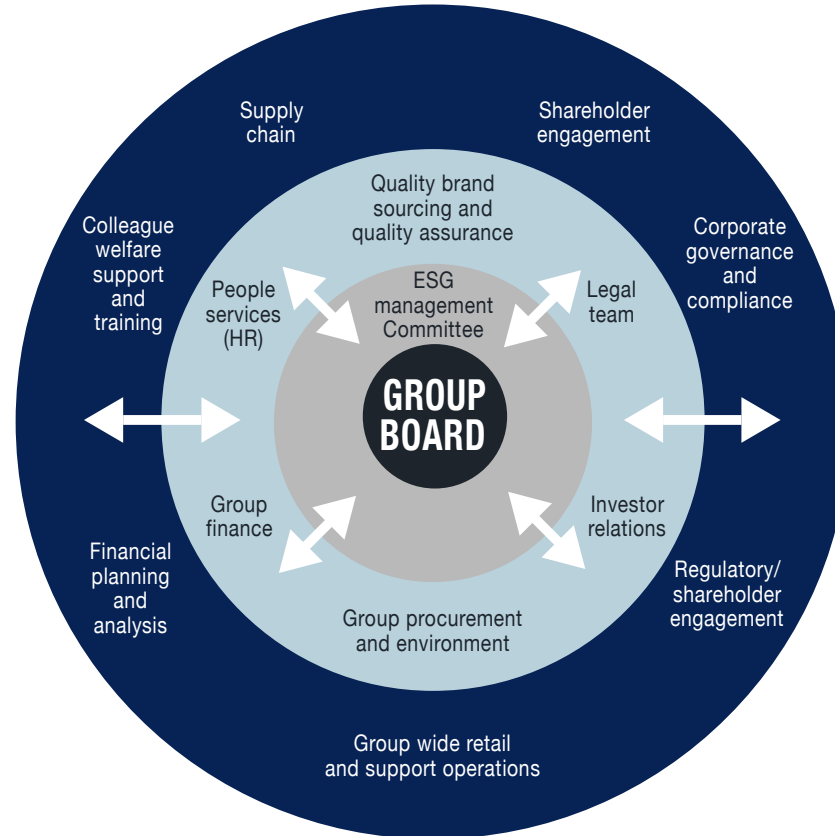 Supply
chain
Shareholder
engagement
Quality brand
sourcing and
quality assurance
Colleague
welfare
support
and
training
Corporate
governance
and
compliance
People
services
(HR)
ESG
management
Committee
Legal
team
GROUP
BOARD
Group
finance
Investor
relations
Financial
planning
and
analysis
Regulatory/
shareholder
engagement
Group procurement
and environment
Group wide retail
and support operations